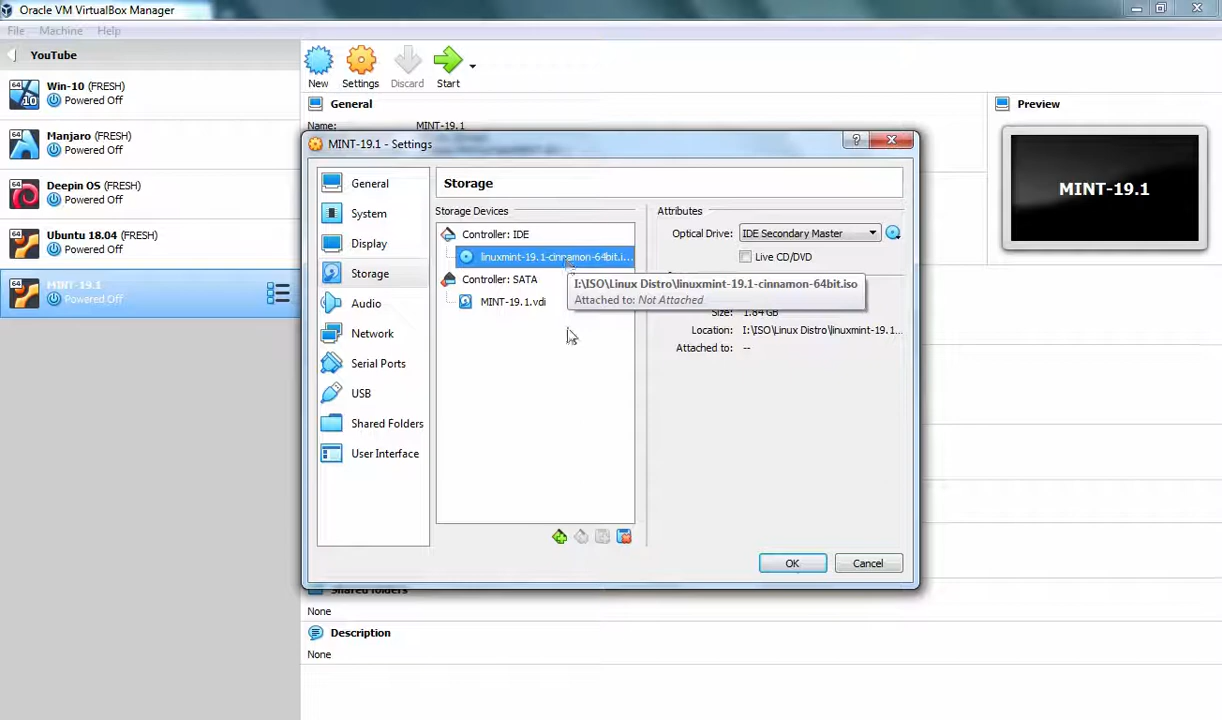 Oracle VM VirtualBox Manager
File Machine Help
YouTube
Win-10 (FRESH)
Powered Off
Manjaro (FRESH)
Powered Off
Deepin OS (FRESH)
Powered Off
Ubuntu 18.04 (FRESH)
Powered Off
MINT-19.1
Powered Off
New Settings Discard Start
General
Name: MINT-19.1
Preview
MINT-19.1
MINT-19.1 - Settings
General
System
Display
Storage
Audio
Network
Serial Ports
USB
Shared Folders
User Interface
Storage
Storage Devices
Controller: IDE
linuxmint-19.1-cinnamon-64bit.i...
Controller: SATA
MINT-19.1.vdi
Attributes
Optical Drive: IDE Secondary Master
Live CD/DVD
I:\ISO\Linux Distro\linuxmint-19.1-cinnamon-64bit.iso
Attached to: Not Attached
Size: 1.84 GB
Location: I:\ISO\Linux Distro\linuxmint-19.1...
Attached to: --
OK Cancel
Shared folders
None
Description
None